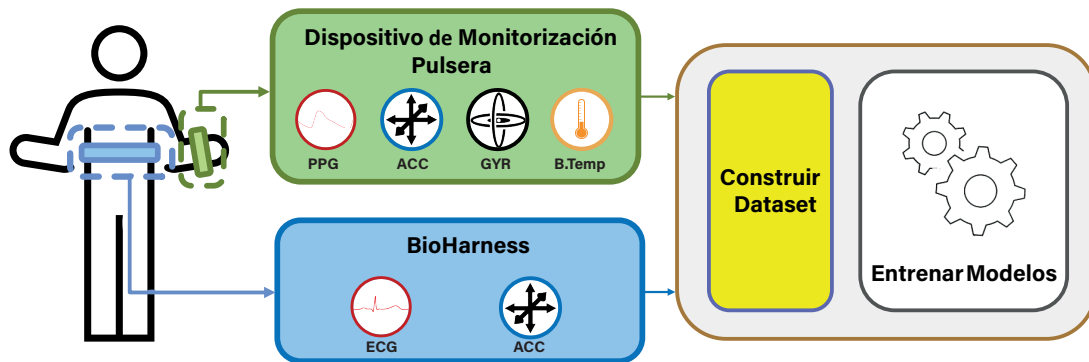 Dispositivo de Monitorización
Pulsera
PPG
ACC
GYR
B.Temp
BioHarness
ECG
ACC
Construir
Dataset
Entrenar Modelos